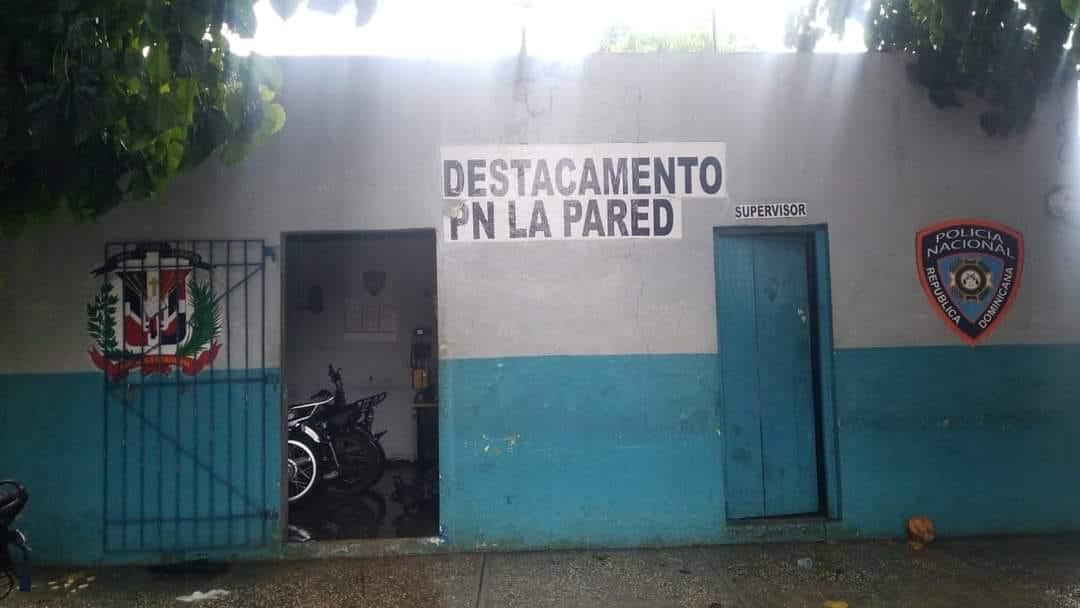 DESTACAMENTO
PN LA PARED
SUPERVISOR
POLICIA
NACIONAL
REPUBLICA
DOMINICANA